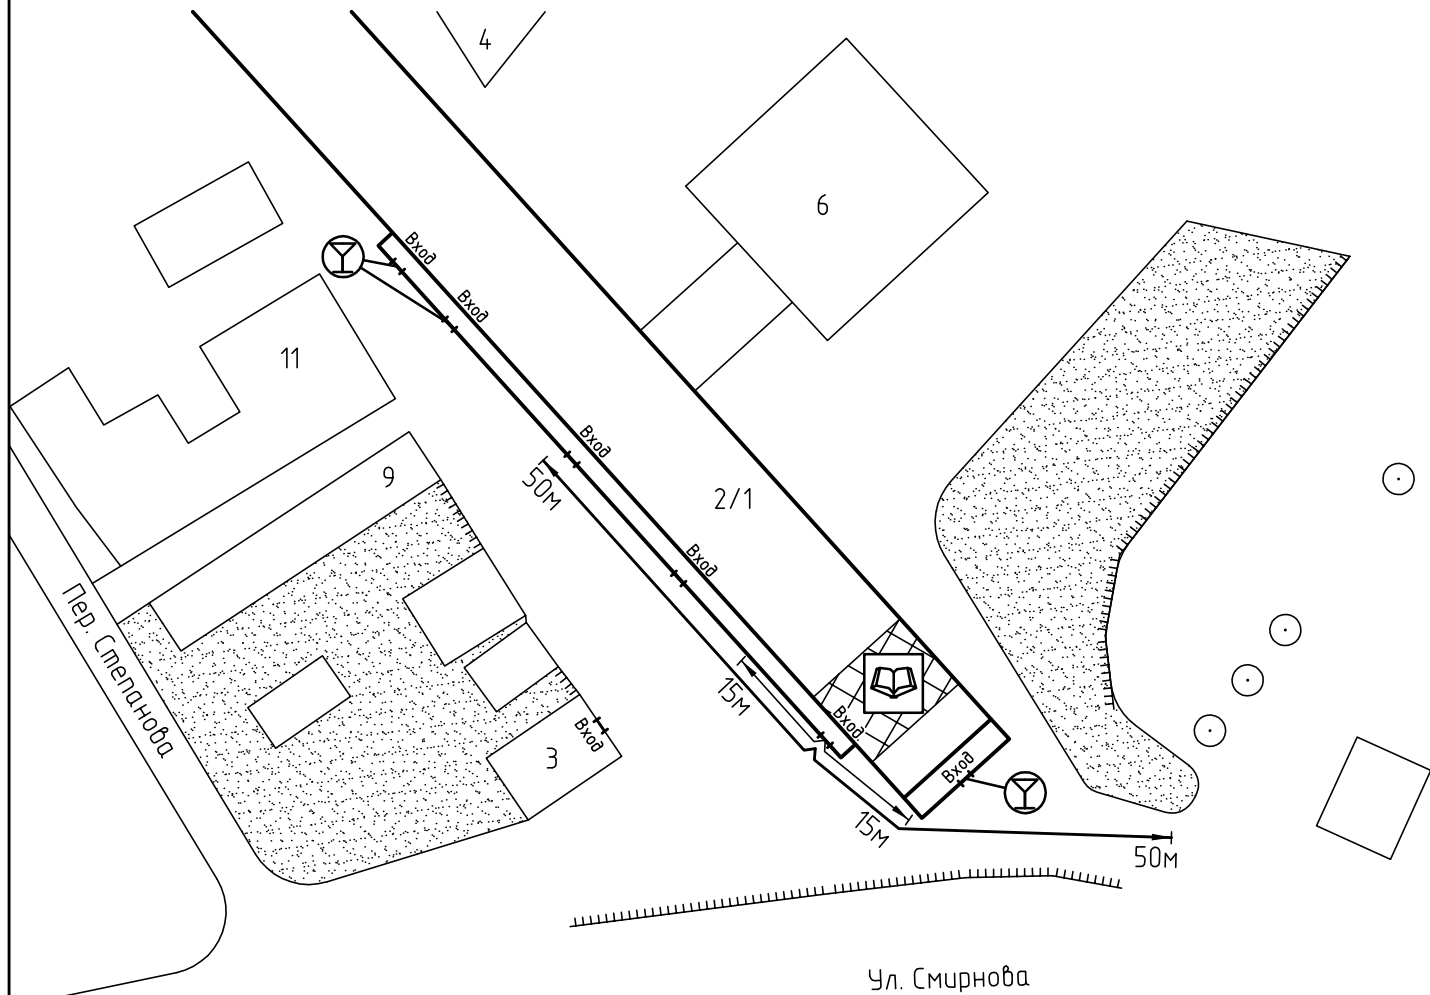 4
6
Вход
Вход
11
Вход
9
50м
2/1
Вход
Пер. Степанова
15м
Вход
Вход
3
Вход
15м
50м
Ул. Смирнова